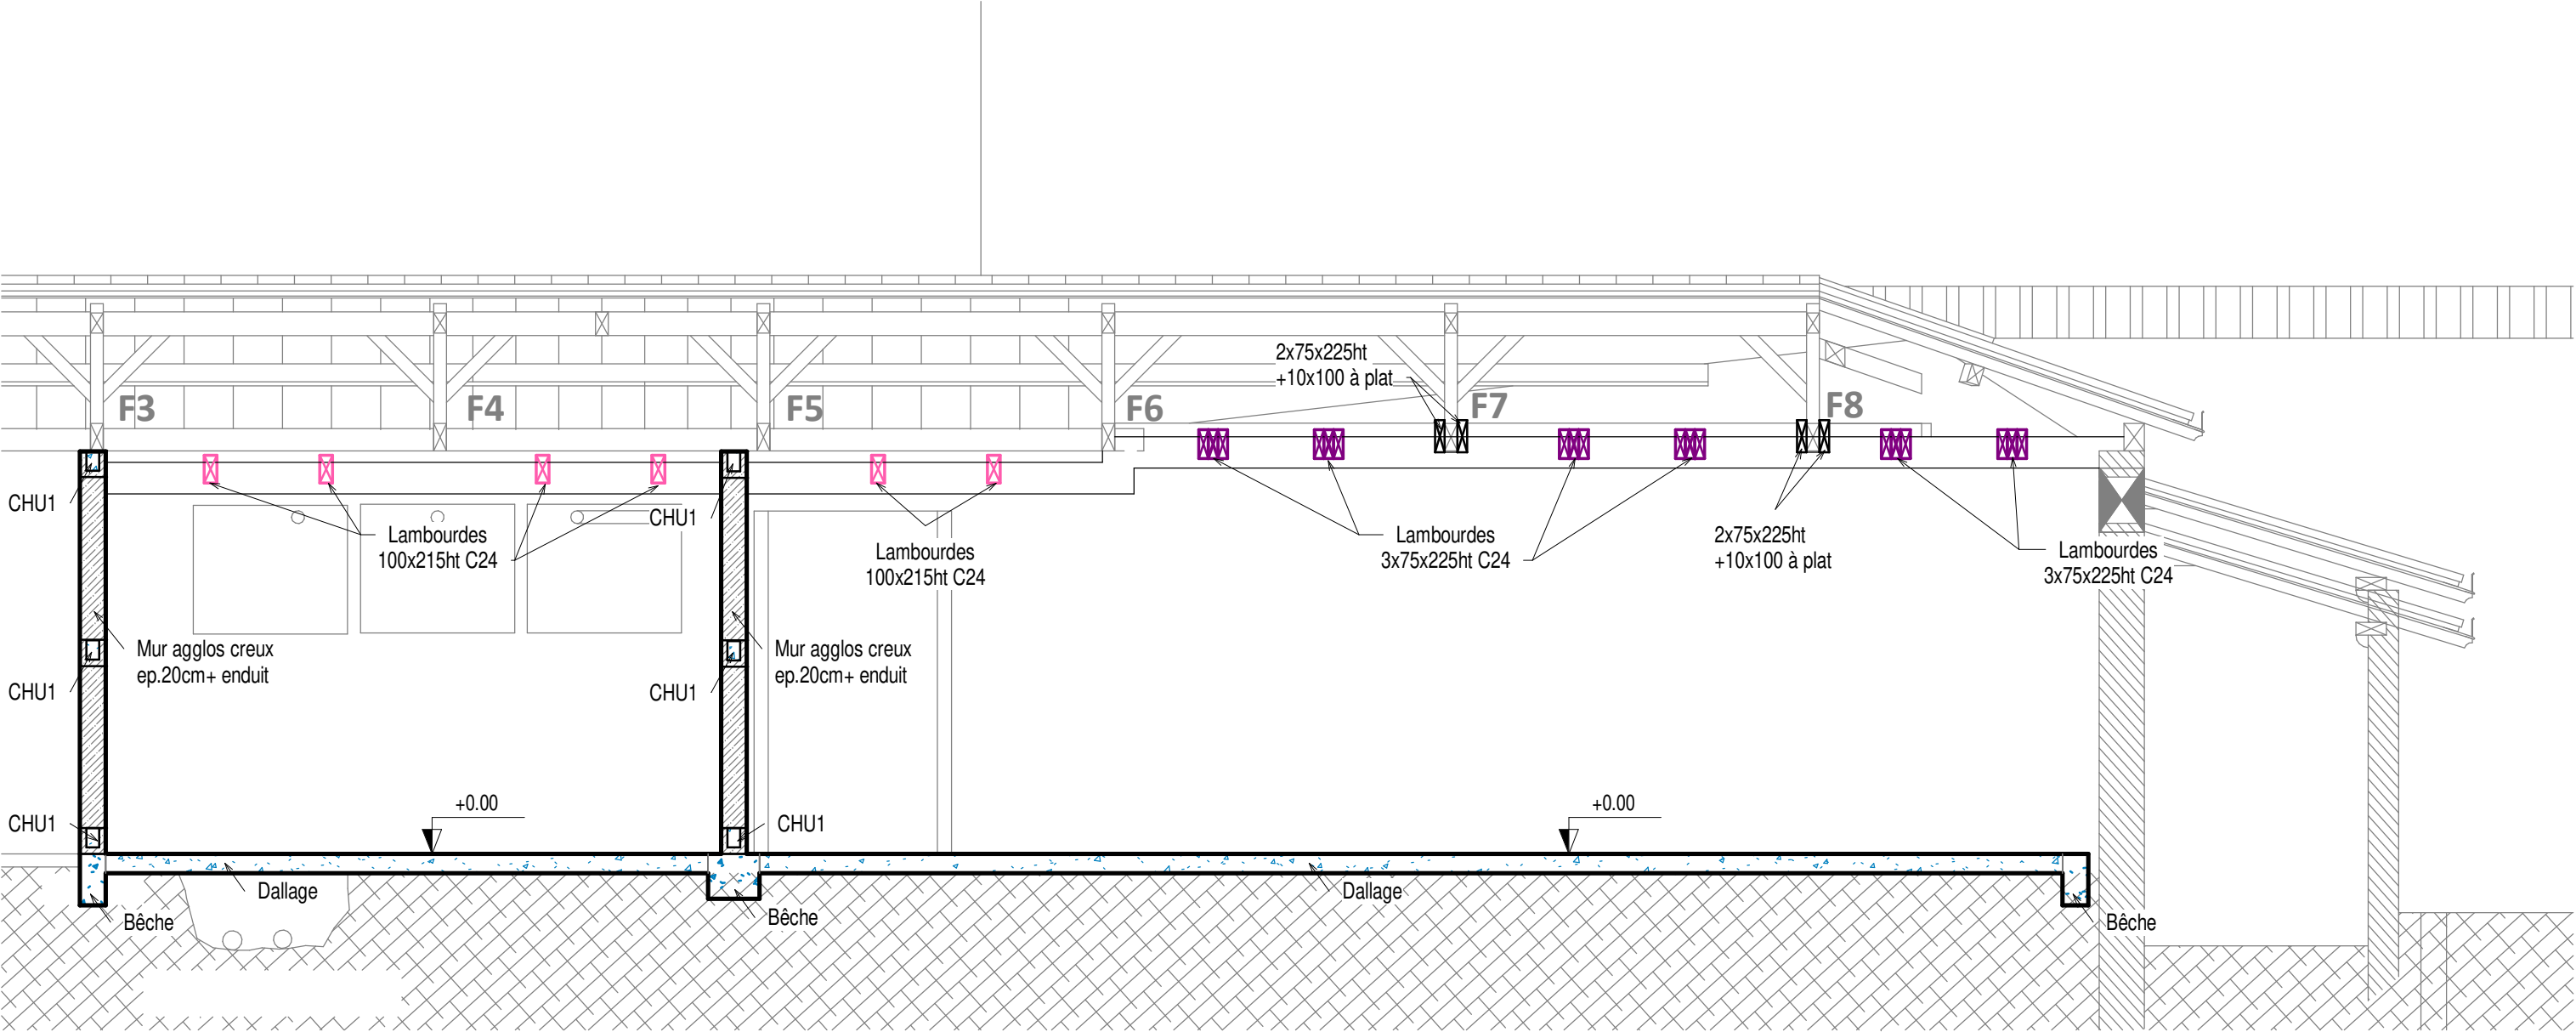 2x75x225ht
+10x100 à plat
F3
F4
F5
F6
F7
F8
CHU1
CHU1
Lambourdes
100x215ht C24
Lambourdes
100x215ht C24
Lambourdes
3x75x225ht C24
2x75x225ht
+10x100 à plat
Lambourdes
3x75x225ht C24
Mur agglos creux
ep.20cm+ enduit
Mur agglos creux
ep.20cm+ enduit
CHU1
CHU1
+0.00
+0.00
CHU1
CHU1
Dallage
Dallage
Bêche
Bêche
Bêche